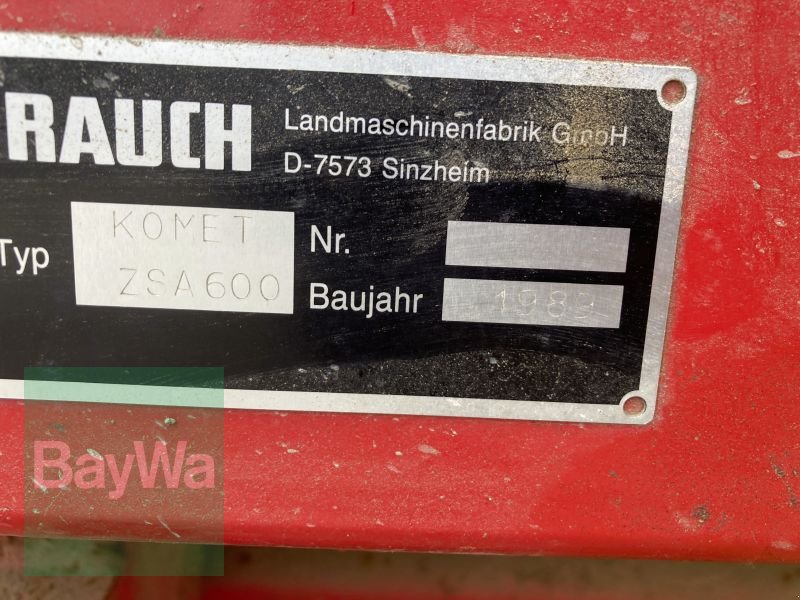 RAUCH
Landmaschinenfabrik GmbH
D-7573 Sinzheim
Typ
KOMET
ZSA600
Nr.
Baujahr
1989
BayWa